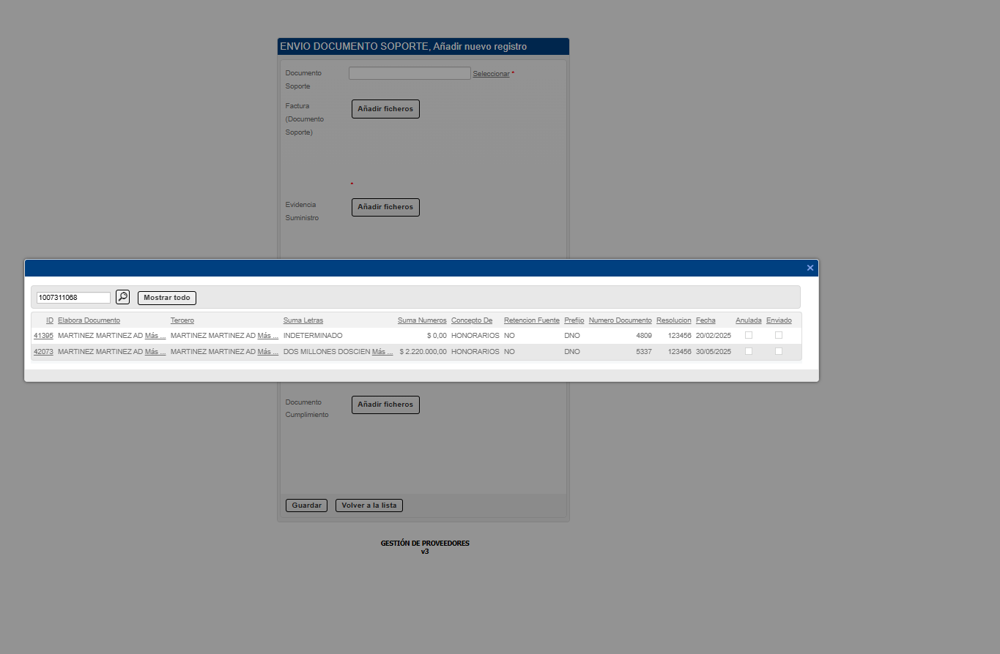 ENVIO DOCUMENTO SOPORTE, Añadir nuevo registro
Documento Soporte
Seleccionar *
Factura (Documento Soporte)
Añadir ficheros
*
Evidencia Suministro
Añadir ficheros
×
1007311068
Mostrar todo
ID Elabora Documento Tercero Suma Letras Suma Numeros Concepto De Retencion Fuente Prefijo Numero Documento Resolucion Fecha Anulada Enviado
41395 MARTINEZ MARTINEZ AD Más ... MARTINEZ MARTINEZ AD Más ... INDETERMINADO $ 0,00 HONORARIOS NO DNO 4809 123456 20/02/2025
42073 MARTINEZ MARTINEZ AD Más ... MARTINEZ MARTINEZ AD Más ... DOS MILLONES DOSCIEN Más ... $ 2.220.000,00 HONORARIOS NO DNO 5337 123456 30/05/2025
Documento Cumplimiento
Añadir ficheros
Guardar Volver a la lista
GESTIÓN DE PROVEEDORES
v3